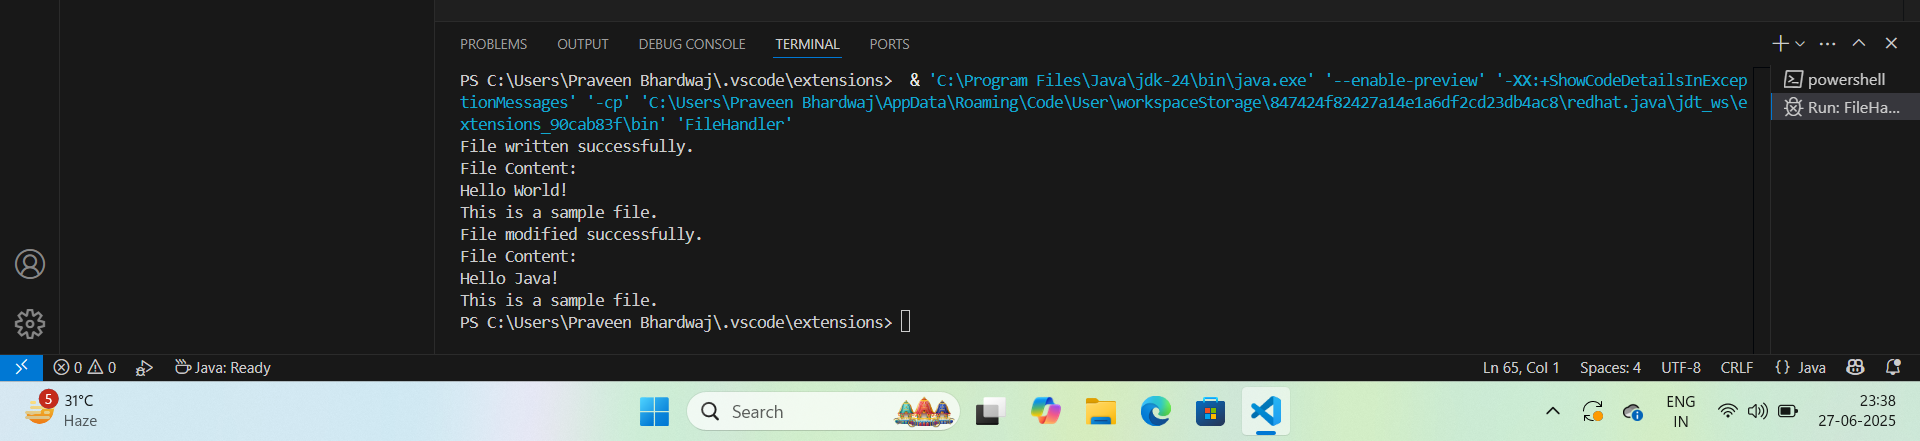 PROBLEMS OUTPUT DEBUG CONSOLE TERMINAL PORTS
PS C:\Users\Praveen Bhardwaj\.vscode\extensions>  & 'C:\Program Files\Java\jdk-24\bin\java.exe' '--enable-preview' '-XX:+ShowCodeDetailsInExcep
tionMessages' '-cp' 'C:\Users\Praveen Bhardwaj\AppData\Roaming\Code\User\workspaceStorage\847424f82427a14e1a6df2cd23db4ac8\redhat.java\jdt_ws\e
xtensions_90cab83f\bin' 'FileHandler'
File written successfully.
File Content:
Hello World!
This is a sample file.
File modified successfully.
File Content:
Hello Java!
This is a sample file.
PS C:\Users\Praveen Bhardwaj\.vscode\extensions>
powershell
Run: FileHa...
0 0 Java: Ready Ln 65, Col 1 Spaces: 4 UTF-8 CRLF {} Java
5 31°C
Haze
Search
ENG
IN
23:38
27-06-2025